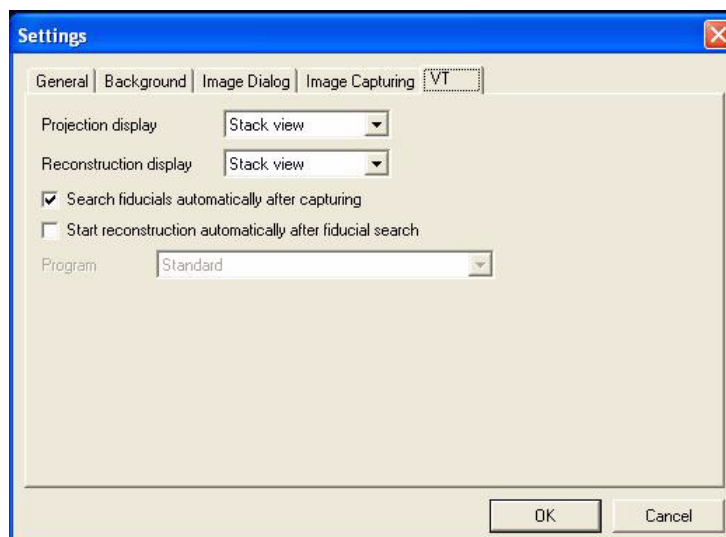 Settings
General Background Image Dialog Image Capturing VT
Projection display Stack view
Reconstruction display Stack view
Search fiducials automatically after capturing
Start reconstruction automatically after fiducial search
Program Standard
OK Cancel